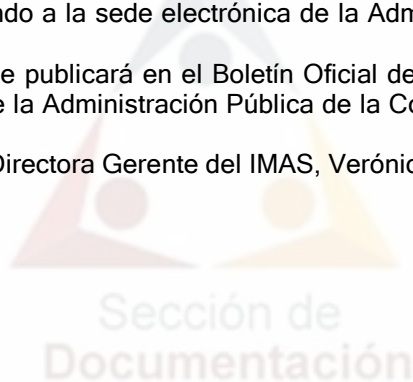 ndo a la sede electrónica de la Adm
e publicará en el Boletín Oficial de
e la Administración Pública de la Co
Directora Gerente del IMAS, Verónic
Sección de
Documentación